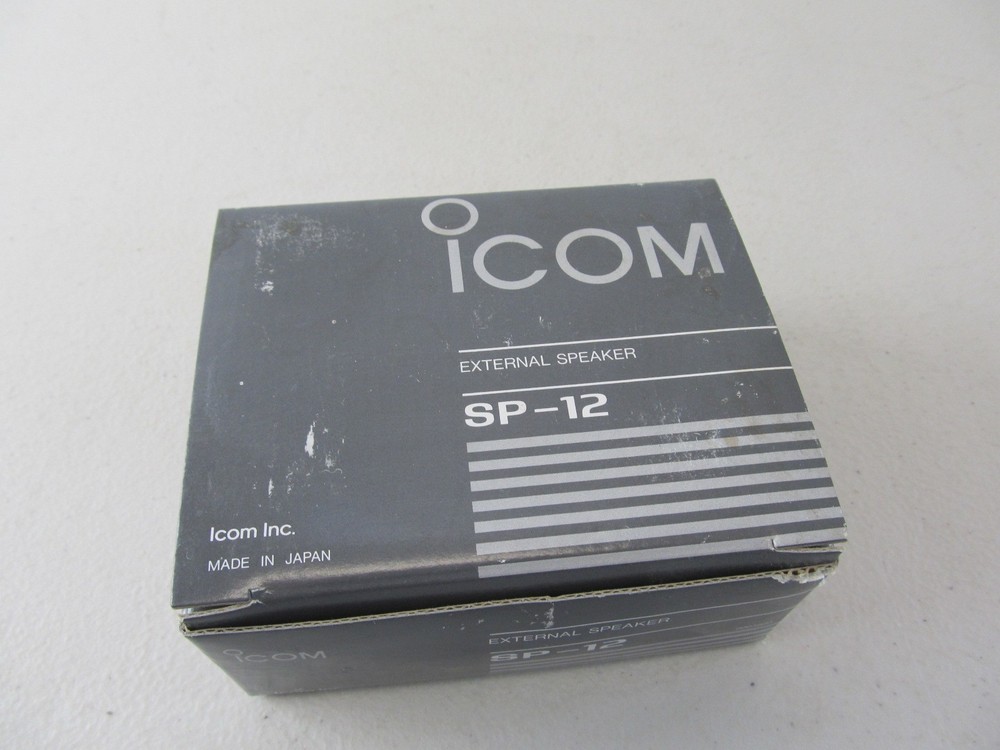 ICOM
EXTERNAL SPEAKER
SP-12
Icom Inc.
MADE IN JAPAN
ICOM
EXTERNAL SPEAKER
SP-12